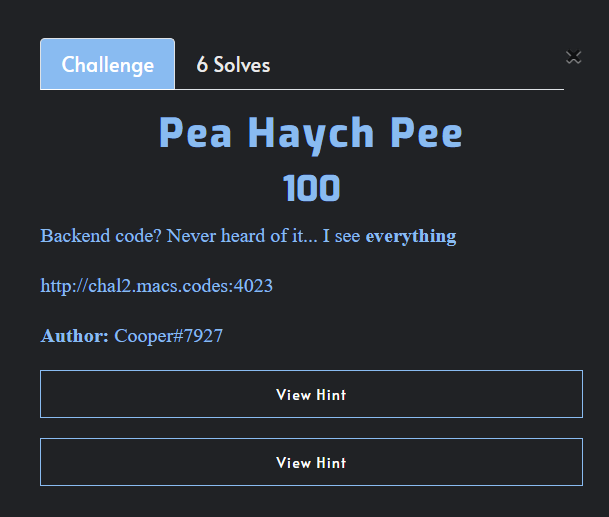 Challenge
6 Solves
Pea Haych Pee
100
Backend code? Never heard of it... I see everything
http://chal2.macs.codes:4023
Author: Cooper#7927
View Hint
View Hint